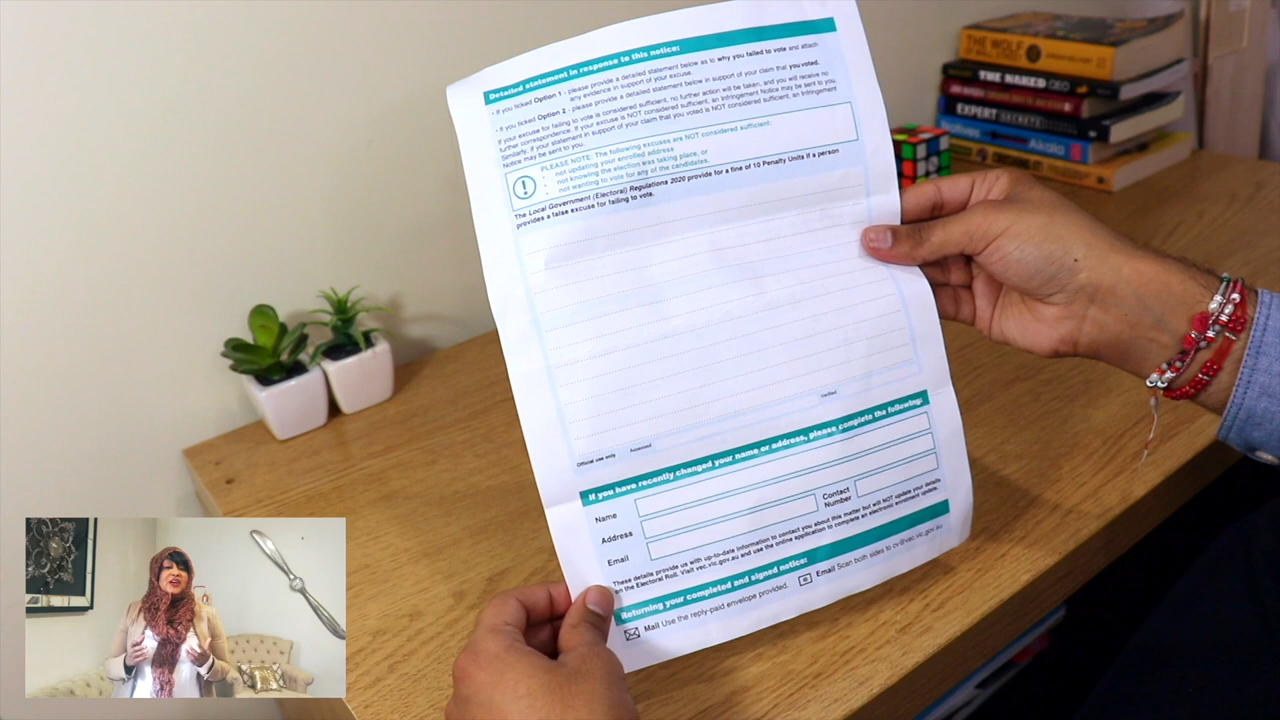 Detailed statement in response to this notice:
• If you ticked Option 1 - please provide a detailed statement below as to why you failed to vote and attach
any evidence in support of your excuse.
• If you ticked Option 2 - please provide a detailed statement below in support of your claim that you voted.
If your excuse for failing to vote is considered sufficient, no further action will be taken, and you will receive no
further correspondence. If your excuse is NOT considered sufficient, an Infringement Notice may be sent to you.
Similarly, if your statement in support of your claim that you voted is NOT considered sufficient, an Infringement
Notice may be sent to you.
PLEASE NOTE: The following excuses are NOT considered sufficient:
• not updating your enrolled address
• not knowing the election was taking place, or
• not wanting to vote for any of the candidates.
The Local Government (Electoral) Regulations 2020 provide for a fine of 10 Penalty Units if a person
provides a false excuse for failing to vote.
Official use only Assessed Verified
If you have recently changed your name or address, please complete the following:
Name
Address
Email
Contact
Number
These details provide us with up-to-date information to contact you about this matter but will NOT update your details
on the Electoral Roll. Visit vec.vic.gov.au and use the online application to complete an electronic enrolment update.
Returning your completed and signed notice:
Mail Use the reply-paid envelope provided.
Email Scan both sides to cv@vec.vic.gov.au
THE WOLF
THE NAKED CEO
EXPERT SECRETS
Natives
Akala